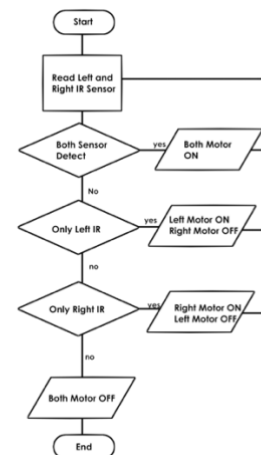 Start
Read Left and
Right IR Sensor
Both Sensor
Detect
yes
Both Motor
ON
No
Only Left IR
yes
Left Motor ON
Right Motor OFF
no
Only Right IR
yes
Right Motor ON
Left Motor OFF
no
Both Motor OFF
End